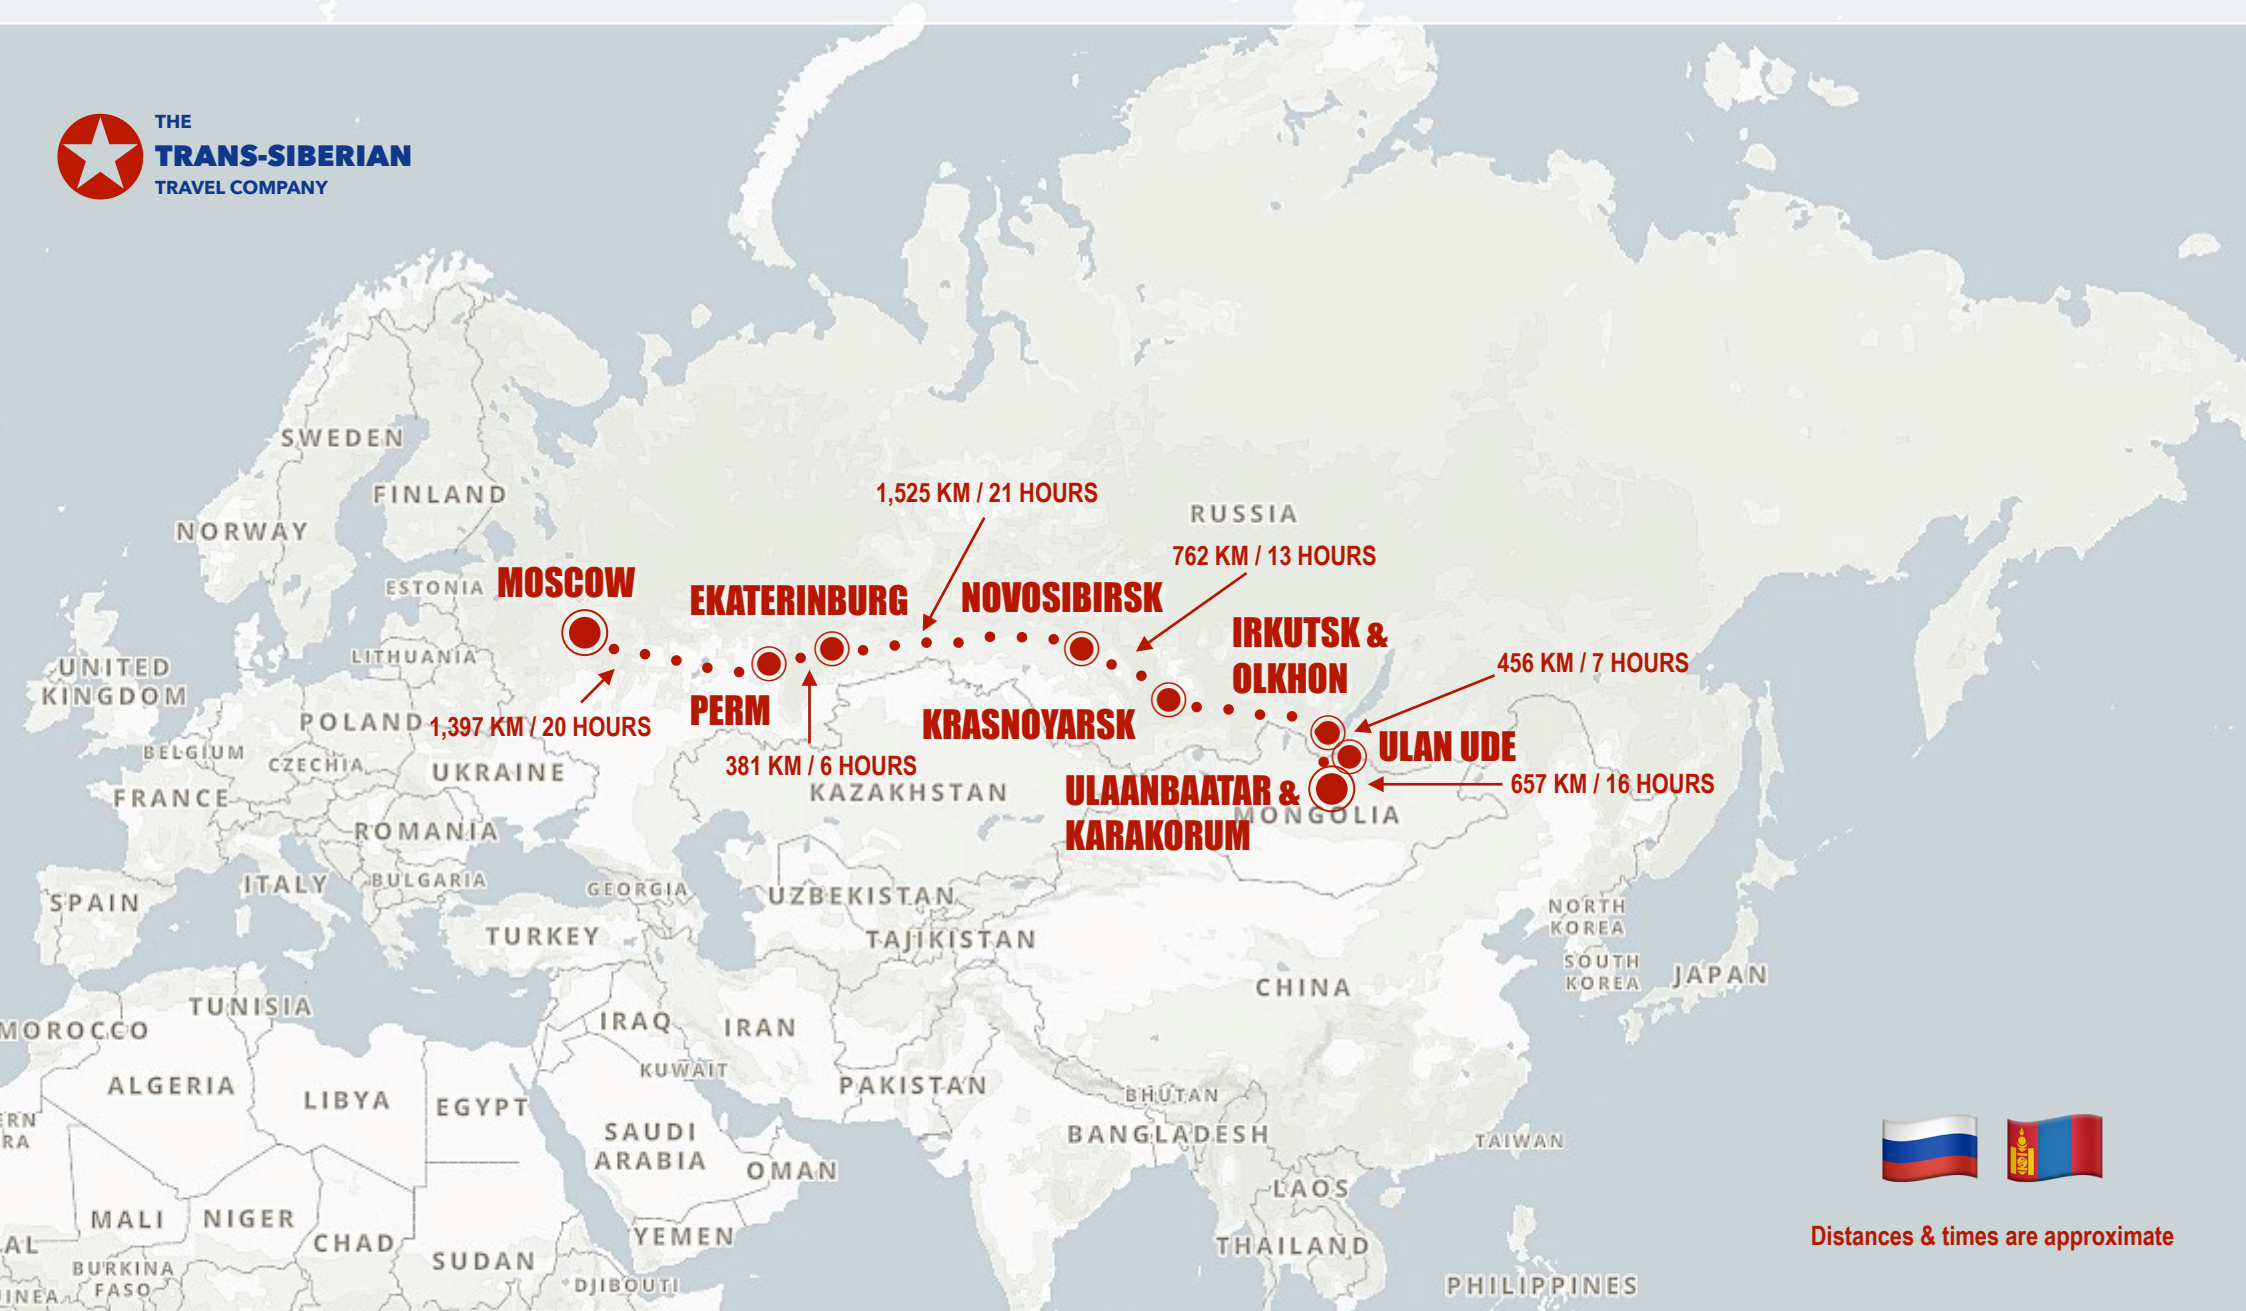 THE
TRANS-SIBERIAN
TRAVEL COMPANY
SWEDEN
FINLAND
NORWAY
1,525 KM / 21 HOURS
RUSSIA
762 KM / 13 HOURS
ESTONIA
MOSCOW
EKATERINBURG
NOVOSIBIRSK
IRKUTSK &
OLKHON
LITHUANIA
UNITED
KINGDOM
456 KM / 7 HOURS
PERM
POLAND
1,397 KM / 20 HOURS
KRASNOYARSK
ULAN UDE
BELGIUM
CZECHIA
UKRAINE
381 KM / 6 HOURS
FRANCE
KAZAKHSTAN
ULAANBAATAR &
KARAKORUM
657 KM / 16 HOURS
MONGOLIA
ROMANIA
ITALY
BULGARIA
GEORGIA
SPAIN
UZBEKISTAN
TURKEY
TAJIKISTAN
NORTH
KOREA
SOUTH
KOREA
JAPAN
CHINA
TUNISIA
MOROCCO
IRAQ
IRAN
KUWAIT
ALGERIA
LIBYA
EGYPT
PAKISTAN
BHUTAN
ERN
RA
SAUDI
ARABIA
OMAN
BANGLADESH
TAIWAN
LAOS
MALI
NIGER
CHAD
SUDAN
YEMEN
THAILAND
AL
BURKINA
FASO
INEA
DJIBOUTI
PHILIPPINES
Distances & times are approximate